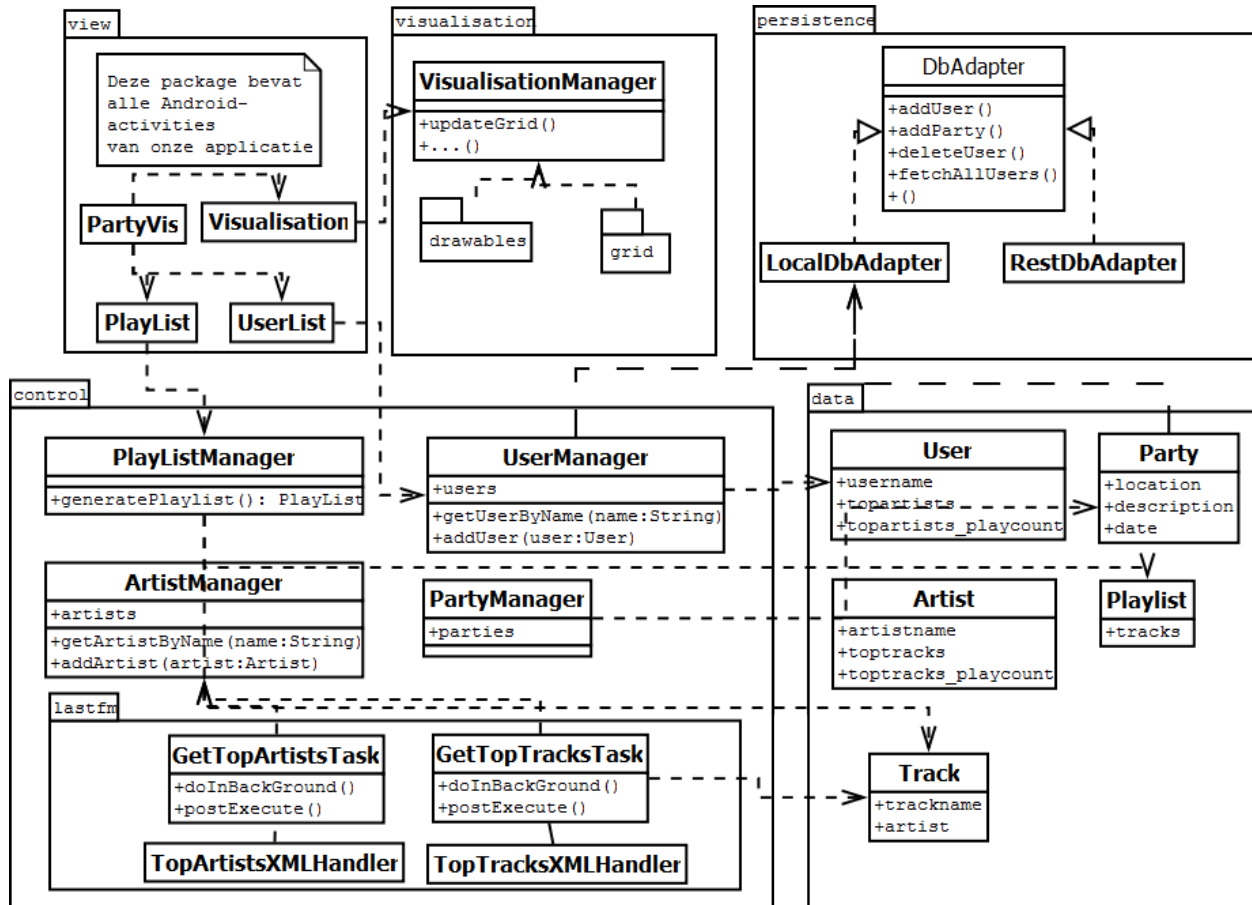 view
Deze package bevat
alle Android-
activities
van onze applicatie
PartyVis
Visualisation
PlayList
UserList
visualisation
VisualisationManager
+updateGrid()
+...()
drawables
grid
persistence
DbAdapter
+addUser()
+addParty()
+deleteUser()
+fetchAllUsers()
+()
LocalDbAdapter
RestDbAdapter
control
PlayListManager
+generatePlaylist(): PlayList
UserManager
+users
+getUserByName(name:String)
+addUser(user:User)
ArtistManager
+artists
+getArtistByName(name:String)
+addArtist(artist:Artist)
PartyManager
+parties
lastfm
GetTopArtistsTask
+doInBackGround()
+postExecute()
TopArtistsXMLHandler
GetTopTracksTask
+doInBackGround()
+postExecute()
TopTracksXMLHandler
data
User
+username
+topartists
+topartists_playcount
Party
+location
+description
+date
Artist
+artistname
+toptracks
+toptracks_playcount
Playlist
+tracks
Track
+trackname
+artist